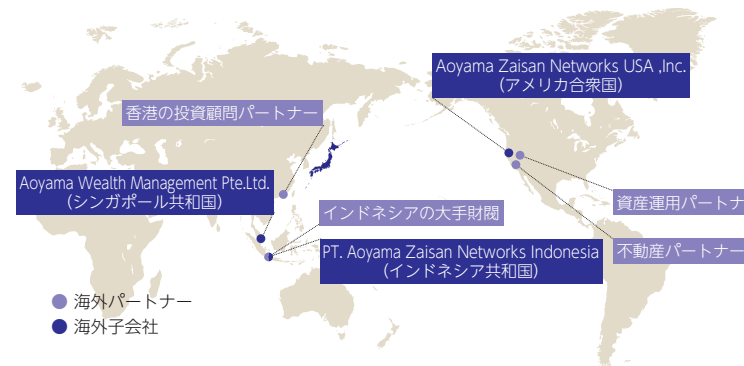 Aoyama Zaisan Networks USA ,Inc.
（アメリカ合衆国）
香港の投資顧問パートナー
Aoyama Wealth Management Pte.Ltd.
（シンガポール共和国）
インドネシアの大手財閥
資産運用パートナ
不動産パートナー
PT. Aoyama Zaisan Networks Indonesia
（インドネシア共和国）
海外パートナー
海外子会社